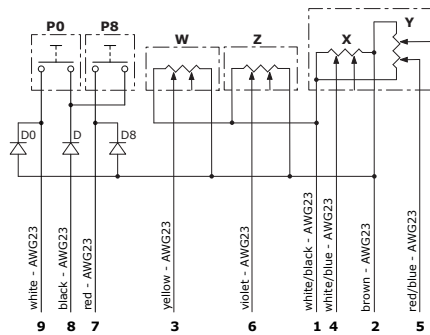 P0 P8 W Z X Y
D0 D D8
white - AWG23
black - AWG23
red - AWG23
yellow - AWG23
violet - AWG23
white/black - AWG23
white/blue - AWG23
brown - AWG23
red/blue - AWG23
9 8 7 3 6 1 4 2 5